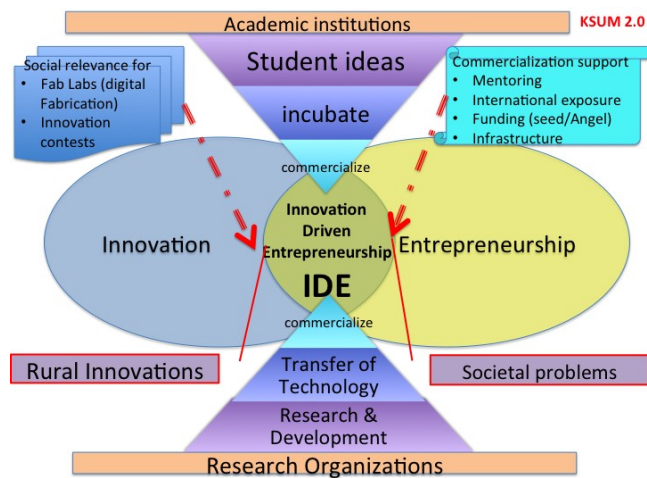 Academic institutions
KSUM 2.0
Social relevance for
• Fab Labs (digital
Fabrication)
• Innovation
contests
Student ideas
incubate
commercialize
Commercialization support
• Mentoring
• International exposure
• Funding (seed/Angel)
• Infrastructure
Innovation
Innovation
Driven
Entrepreneurship
IDE
Entrepreneurship
commercialize
Rural Innovations
Transfer of
Technology
Societal problems
Research &
Development
Research Organizations